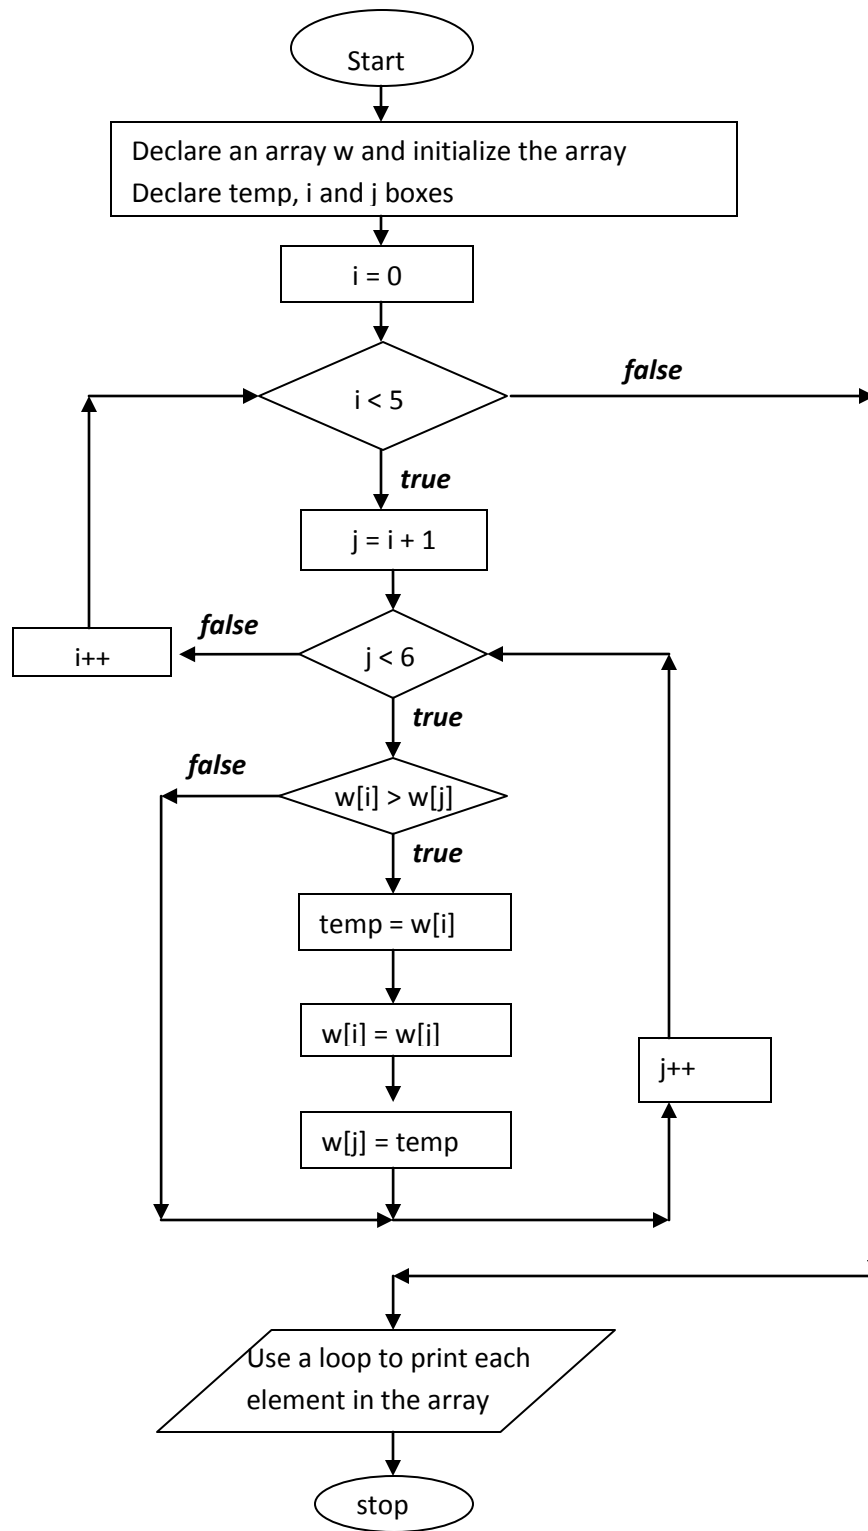 Start
Declare an array w and initialize the array
Declare temp, i and j boxes
i = 0
i < 5
false
true
j = i + 1
false
i++
j < 6
true
false
w[i] > w[j]
true
temp = w[i]
w[i] = w[j]
j++
w[j] = temp
Use a loop to print each
element in the array
stop